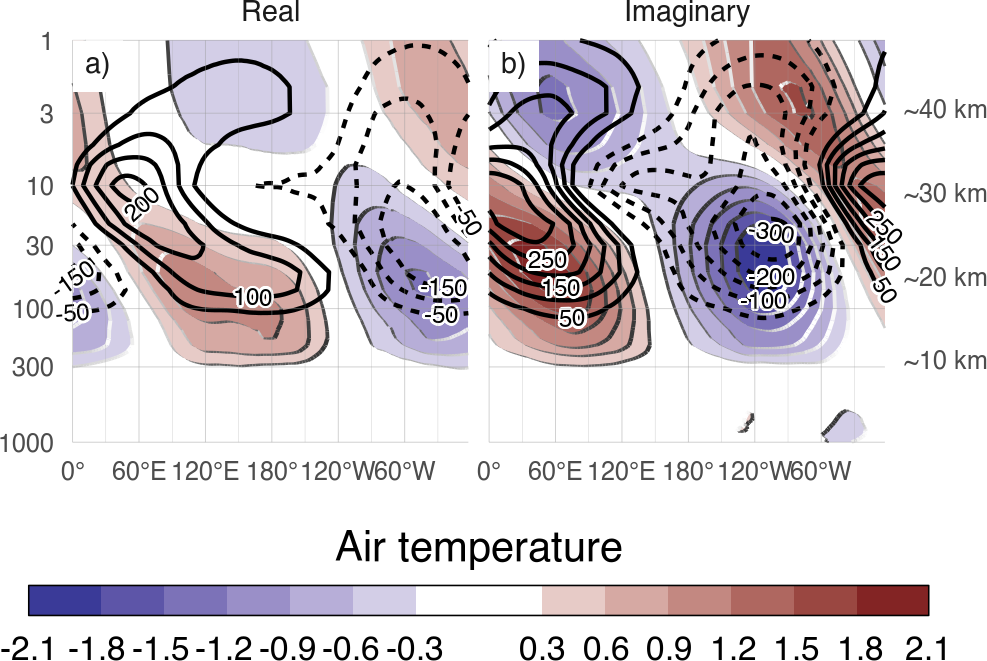 Real
Imaginary
a)
b)
1
3
10
30
100
300
1000
~40 km
~30 km
~20 km
~10 km
200
100
-150
-50
-50
-150
-50
250
150
50
-300
-200
-100
250
150
50
0° 60°E 120°E 180° 120°W 60°W
0° 60°E 120°E 180° 120°W 60°W
Air temperature
-2.1 -1.8 -1.5 -1.2 -0.9 -0.6 -0.3 0.3 0.6 0.9 1.2 1.5 1.8 2.1